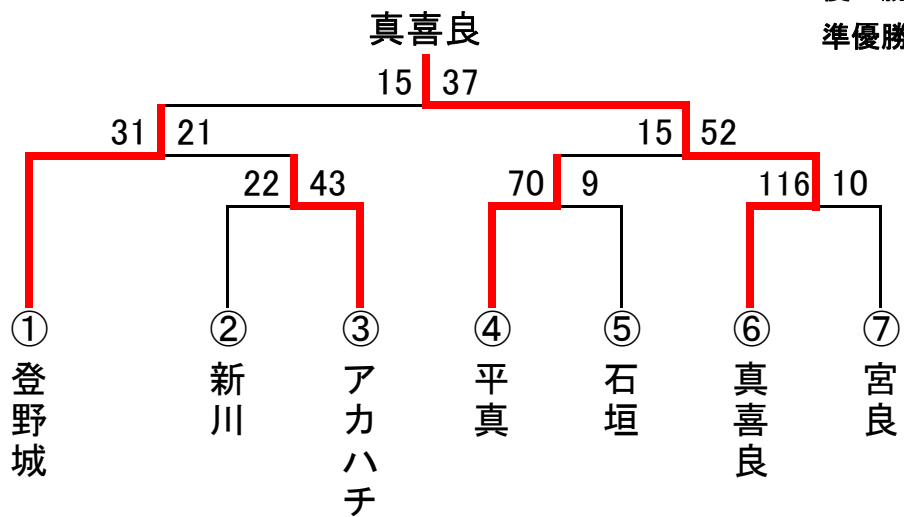 準優勝
真喜良
15 37
31 21
15 52
22 43
70 9
116 10
① ② ③ ④ ⑤ ⑥ ⑦
登野城
新川
アカハチ
平真
石垣
真喜良
宮良